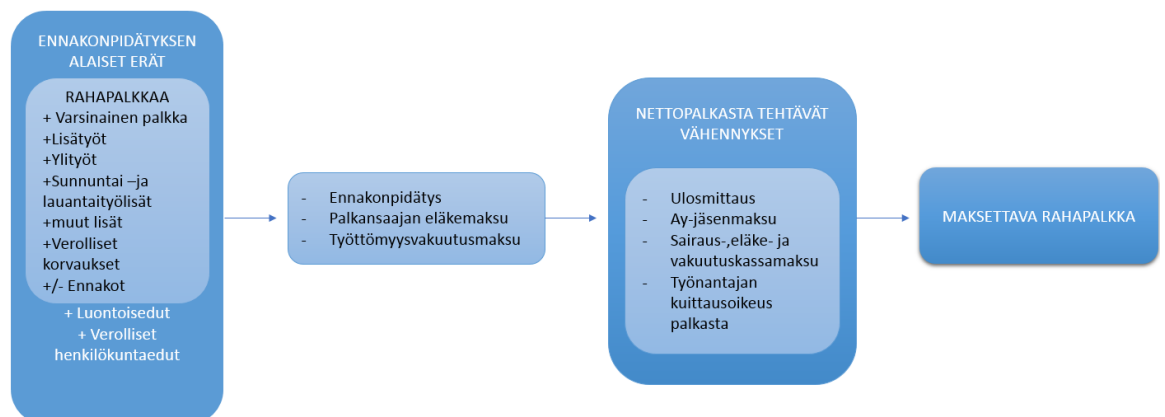 ENNAKONPIDÄTYKSEN
ALAISET ERÄT
RAHAPALKKAA
+ Varsinainen palkka
+Lisätyöt
+Ylityöt
+Sunnuntai –ja
lauantaityölisät
+muut lisät
+Verolliset
korvaukset
+/- Ennakot
+ Luontoisedut
+ Verolliset
henkilökuntaedut
- Ennakonpidätys
- Palkansaajan eläkemaksu
- Työttömyysvakuutusmaksu
NETTOPALKASTA TEHTÄVÄT
VÄHENNYKSET
- Ulosmittaus
- Ay-jäsenmaksu
- Sairaus-,eläke- ja
vakuutuskassamaksu
- Työnantajan
kuittausoikeus
palkasta
MAKSETTAVA RAHAPALKKA